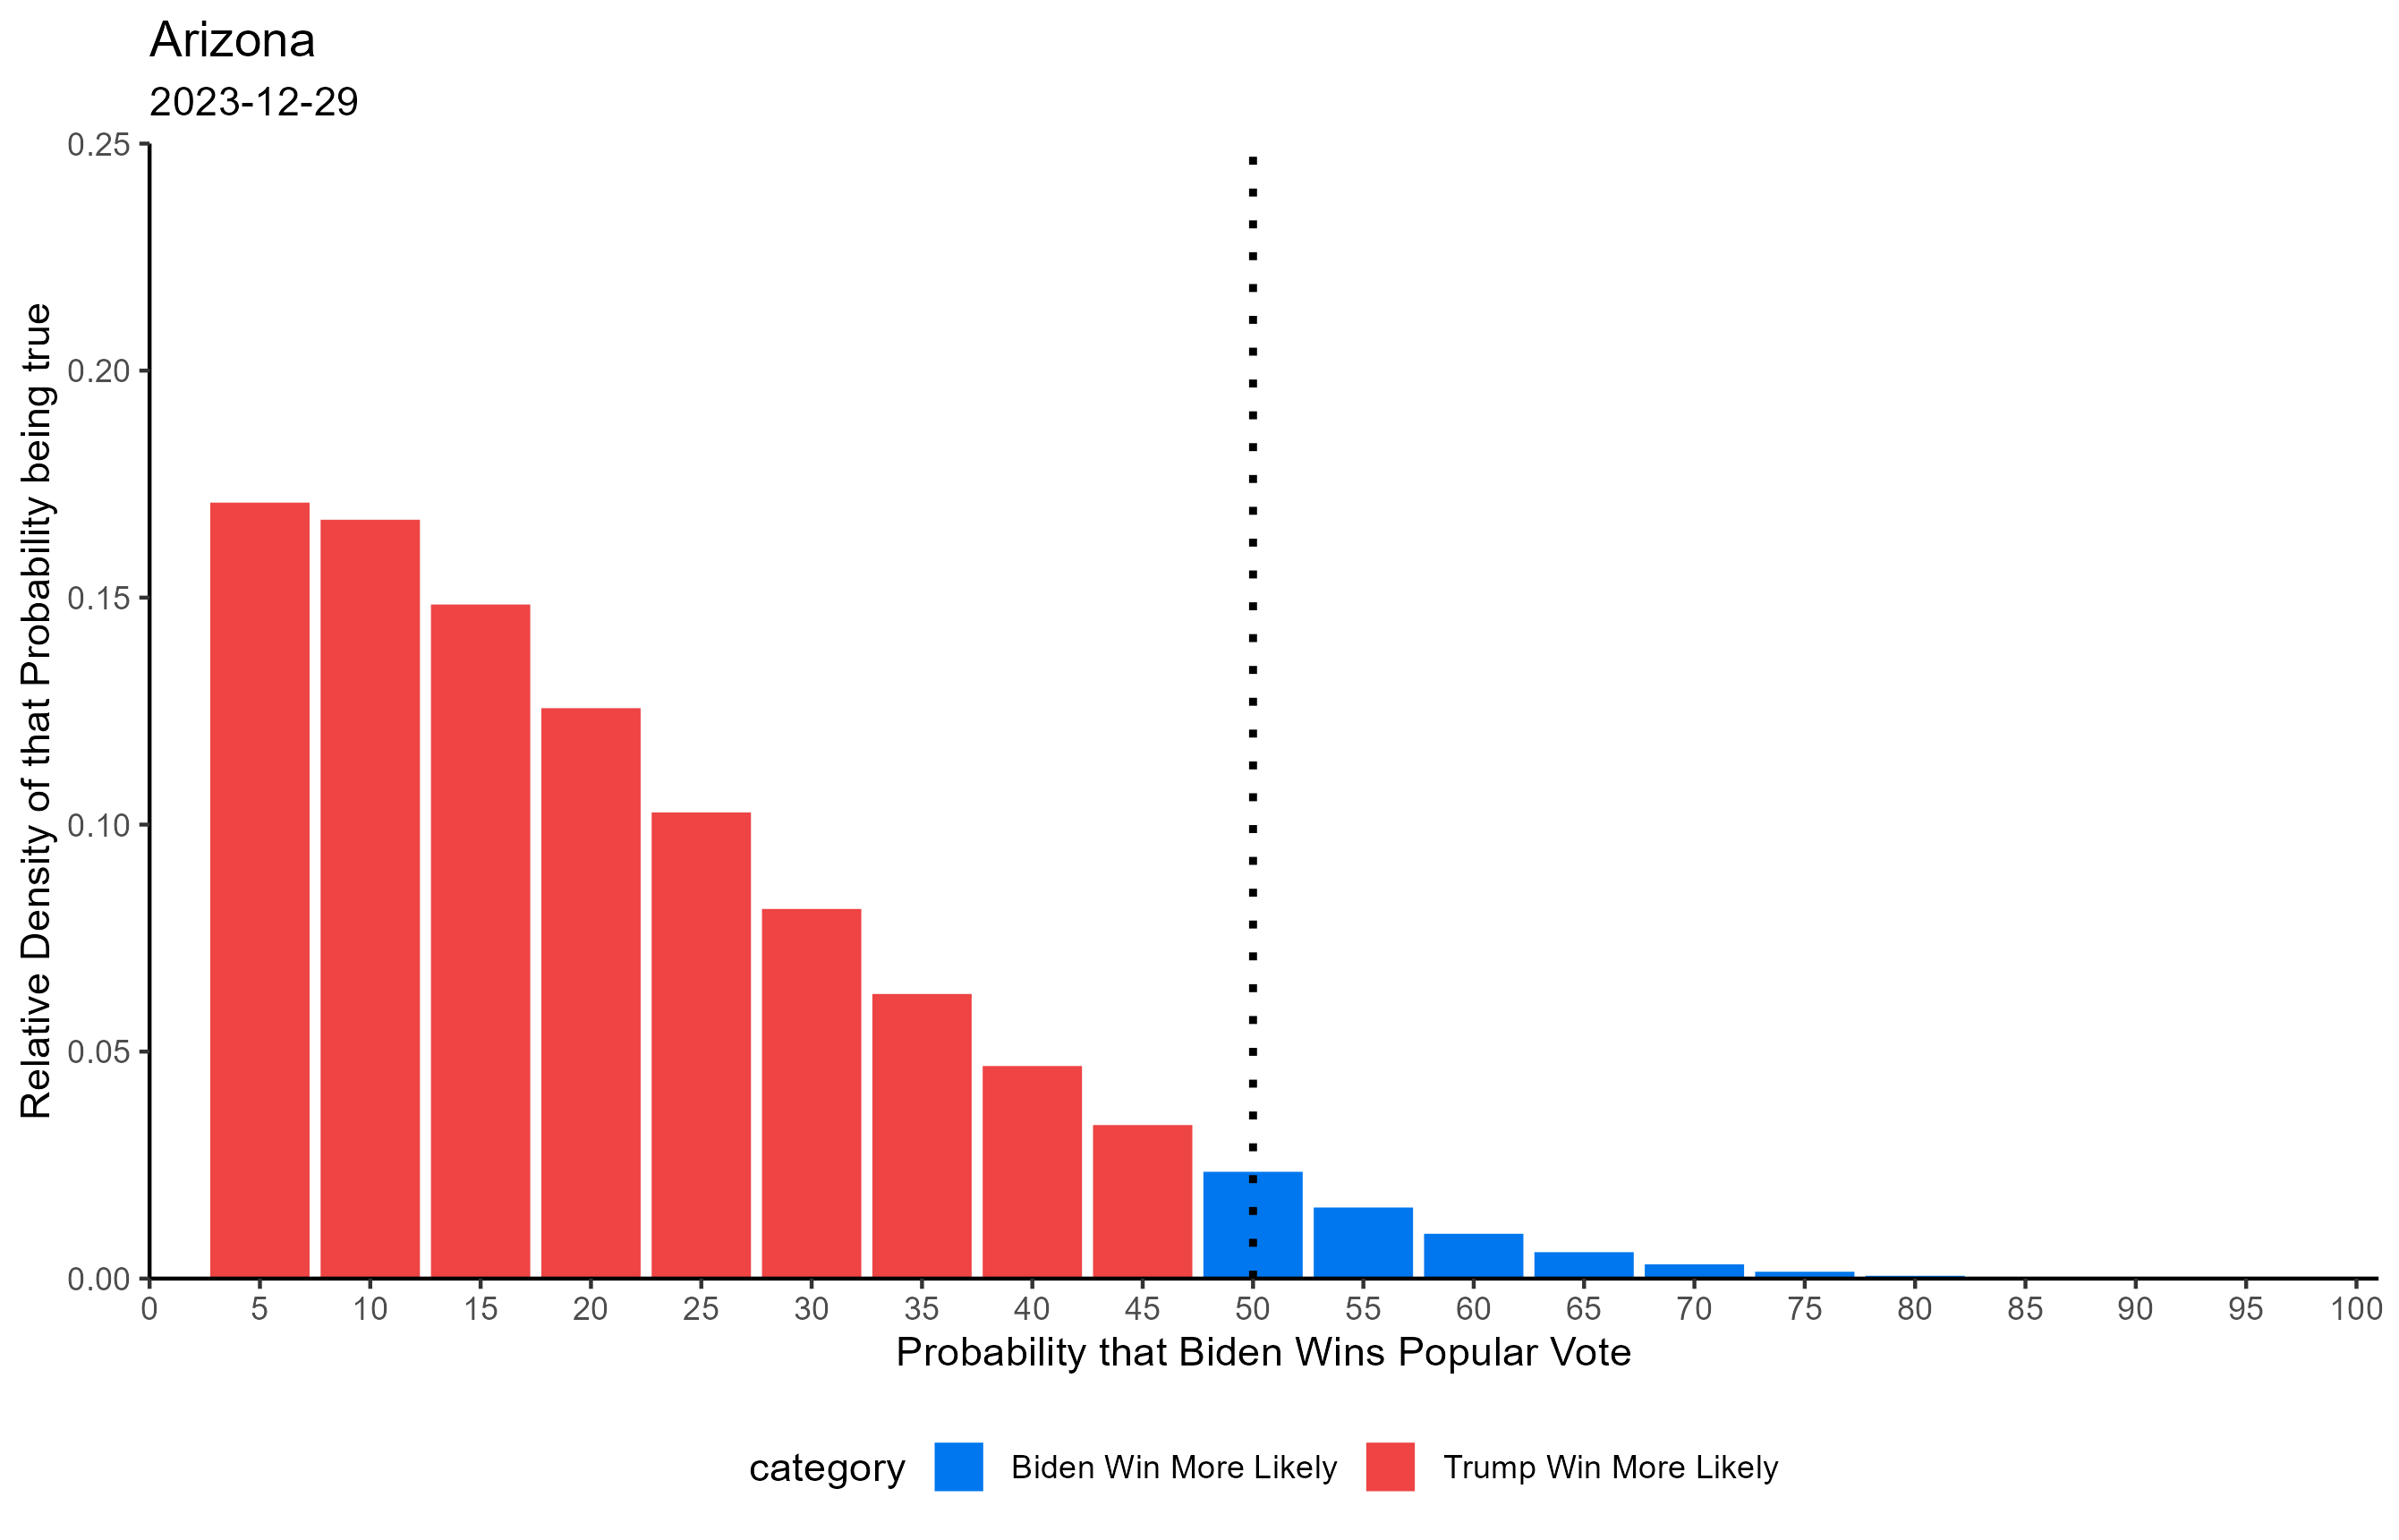 Arizona
2023-12-29
Relative Density of that Probability being true
0.25
0.20
0.15
0.10
0.05
0.00
0 5 10 15 20 25 30 35 40 45 50 55 60 65 70 75 80 85 90 95 100
Probability that Biden Wins Popular Vote
category Biden Win More Likely Trump Win More Likely